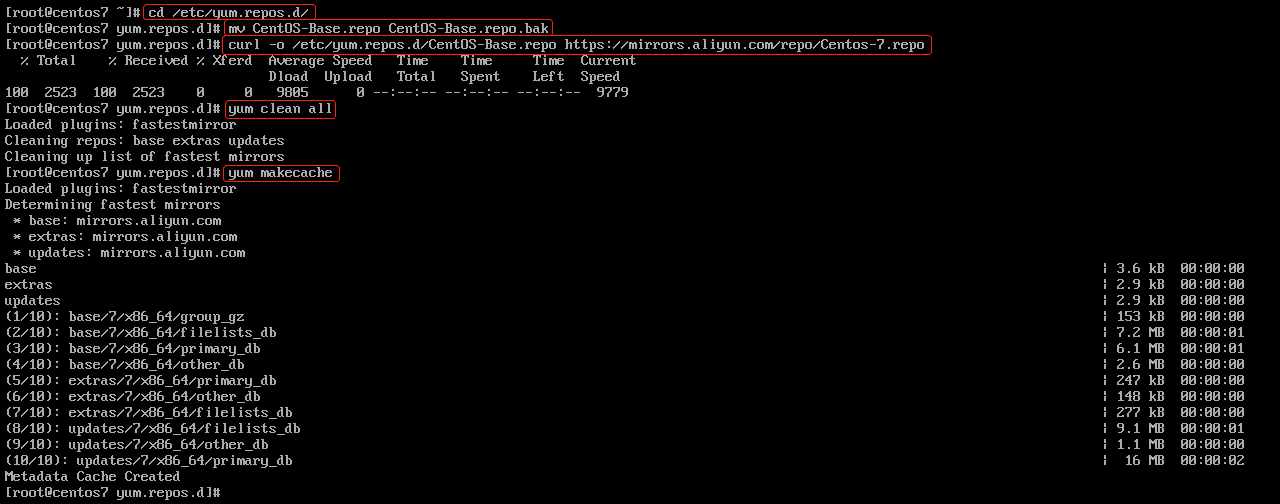 [root@centos7 ~]# cd /etc/yum.repos.d/
[root@centos7 yum.repos.d]# mv CentOS-Base.repo CentOS-Base.repo.bak
[root@centos7 yum.repos.d]# curl -o /etc/yum.repos.d/CentOS-Base.repo https://mirrors.aliyun.com/repo/Centos-7.repo
  % Total    % Received % Xferd  Average Speed   Time    Time     Time  Current
                                 Dload  Upload   Total   Spent    Left  Speed
100  2523  100  2523    0     0   9805      0 --:--:-- --:--:-- --:--:--  9779
[root@centos7 yum.repos.d]# yum clean all
Loaded plugins: fastestmirror
Cleaning repos: base extras updates
Cleaning up list of fastest mirrors
[root@centos7 yum.repos.d]# yum makecache
Loaded plugins: fastestmirror
Determining fastest mirrors
 * base: mirrors.aliyun.com
 * extras: mirrors.aliyun.com
 * updates: mirrors.aliyun.com
base | 3.6 kB  00:00:00
extras | 2.9 kB  00:00:00
updates | 2.9 kB  00:00:00
(1/10): base/7/x86_64/group_gz | 153 kB  00:00:00
(2/10): base/7/x86_64/filelists_db | 7.2 MB  00:00:01
(3/10): base/7/x86_64/primary_db | 6.1 MB  00:00:01
(4/10): base/7/x86_64/other_db | 2.6 MB  00:00:00
(5/10): extras/7/x86_64/primary_db | 247 kB  00:00:00
(6/10): extras/7/x86_64/other_db | 148 kB  00:00:00
(7/10): extras/7/x86_64/filelists_db | 277 kB  00:00:00
(8/10): updates/7/x86_64/filelists_db | 9.1 MB  00:00:01
(9/10): updates/7/x86_64/other_db | 1.1 MB  00:00:00
(10/10): updates/7/x86_64/primary_db |  16 MB  00:00:02
Metadata Cache Created
[root@centos7 yum.repos.d]#